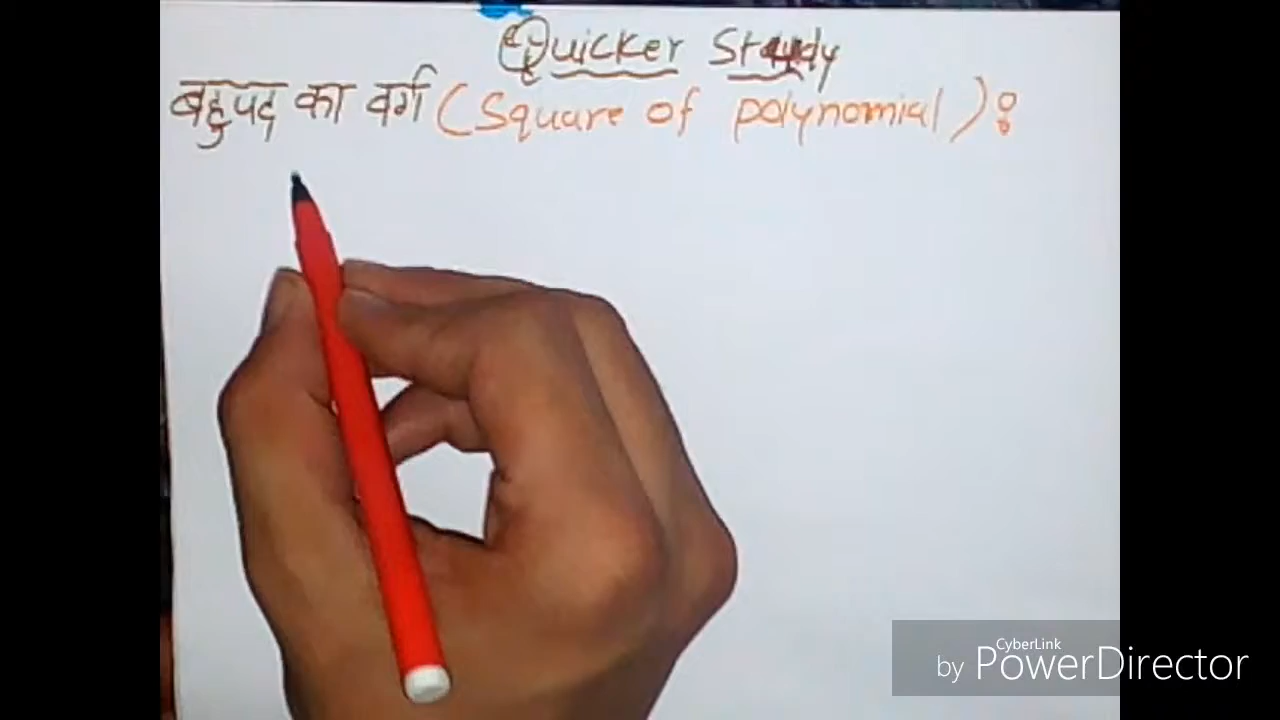 Quicker Study
बहुपद का वर्ग (Square of polynomial):
CyberLink
by PowerDirector